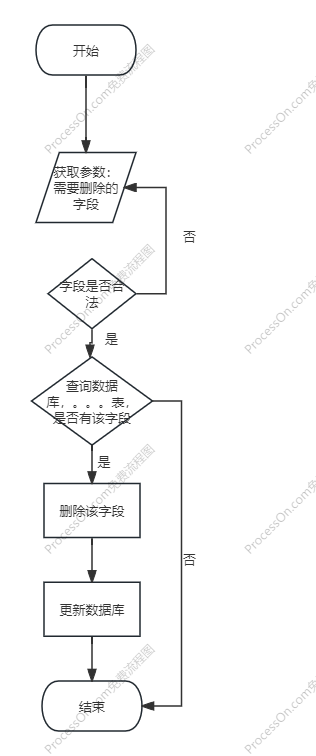 开始
获取参数：
需要删除的
字段
否
字段是否合
法
是
查询数据
库，。。。表，
是否有该字段
是
删除该字段
否
更新数据库
结束
ProcessOn.com免费流程图
ProcessOn.com免费流程图
ProcessOn.com免费流程图
ProcessOn.com免费流程图
ProcessOn.com免
ProcessOn.com免
ProcessOn.com免
ProcessOn.com免